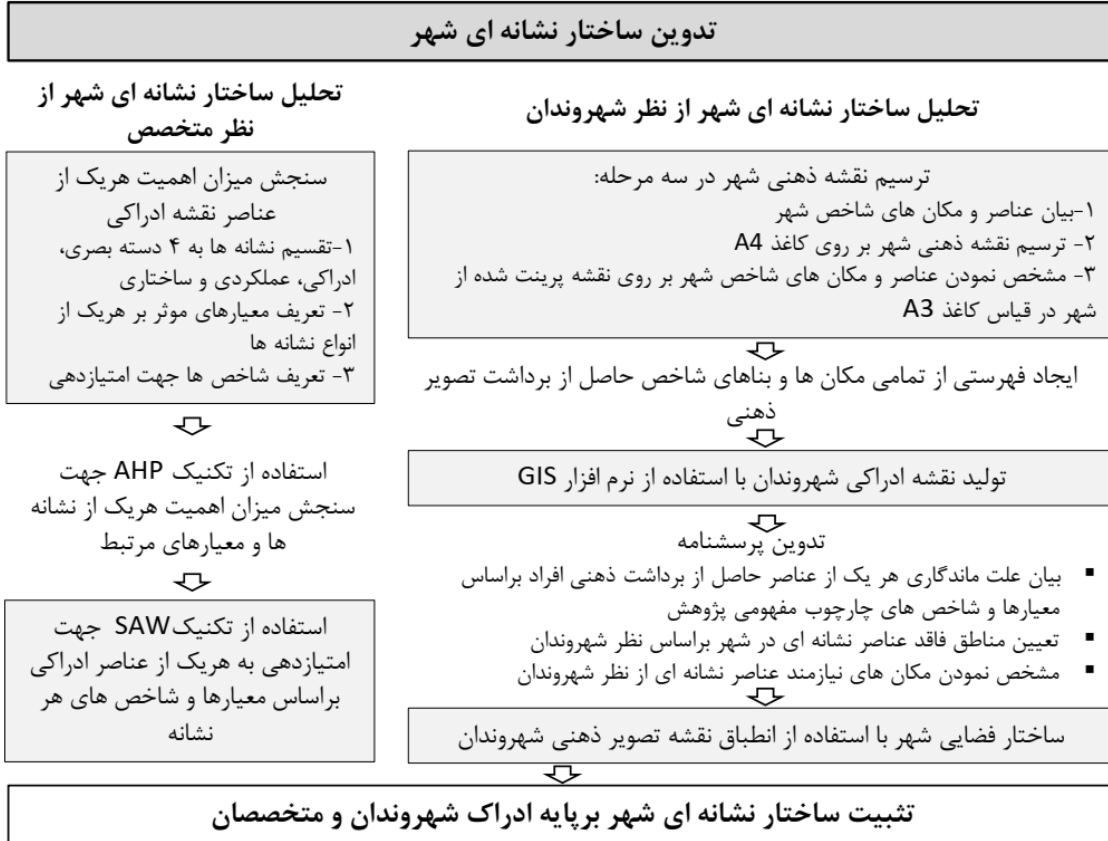 تدوین ساختار نشانه ای شهر
تحلیل ساختار نشانه ای شهر از نظر شهروندان
ترسیم نقشه ذهنی شهر در سه مرحله:
۱-بیان عناصر و مکان های شاخص شهر
۲- ترسیم نقشه ذهنی شهر بر روی کاغذ A4
۳- مشخص نمودن عناصر و مکان های شاخص شهر بر روی نقشه پرینت شده از
شهر در قیاس کاغذ A3
ایجاد فهرستی از تمامی مکان ها و بناهای شاخص حاصل از برداشت تصویر
ذهنی
تولید نقشه ادراکی شهروندان با استفاده از نرم افزار GIS
تدوین پرسشنامه
▪ بیان علت ماندگاری هر یک از عناصر حاصل از برداشت ذهنی افراد براساس
معیارها و شاخص های چارچوب مفهومی پژوهش
▪ تعیین مناطق فاقد عناصر نشانه ای در شهر براساس نظر شهروندان
▪ مشخص نمودن مکان های نیازمند عناصر نشانه ای از نظر شهروندان
ساختار فضایی شهر با استفاده از انطباق نقشه تصویر ذهنی شهروندان
تحلیل ساختار نشانه ای شهر از
نظر متخصص
سنجش میزان اهمیت هریک از
عناصر نقشه ادراکی
۱-تقسیم نشانه ها به ۴ دسته بصری،
ادراکی، عملکردی و ساختاری
۲- تعریف معیارهای موثر بر هریک از
انواع نشانه ها
۳- تعریف شاخص ها جهت امتیازدهی
استفاده از تکنیک AHP جهت
سنجش میزان اهمیت هریک از نشانه
ها و معیارهای مرتبط
استفاده از تکنیکSAW جهت
امتیازدهی به هریک از عناصر ادراکی
براساس معیارها و شاخص های هر
نشانه
تثبیت ساختار نشانه ای شهر برپایه ادراک شهروندان و متخصصان